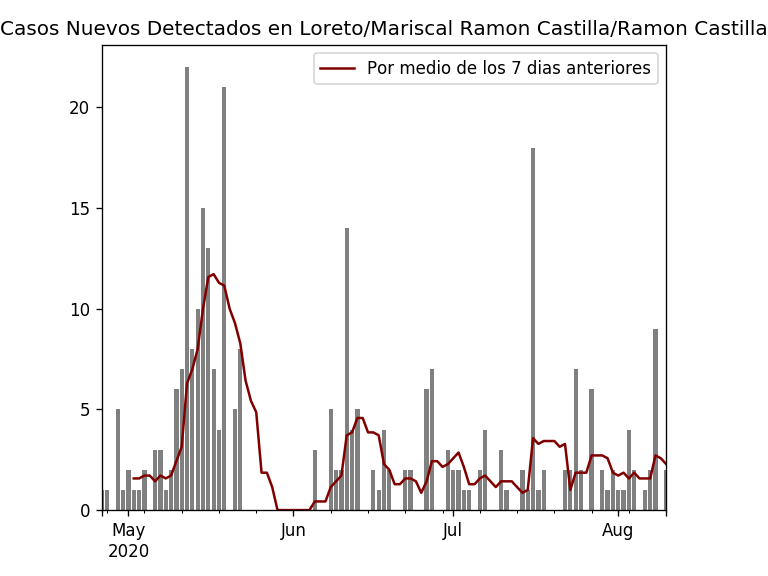 Casos Nuevos Detectados en Loreto/Mariscal Ramon Castilla/Ramon Castilla
Por medio de los 7 dias anteriores
20
15
10
5
0
May Jun Jul Aug
2020